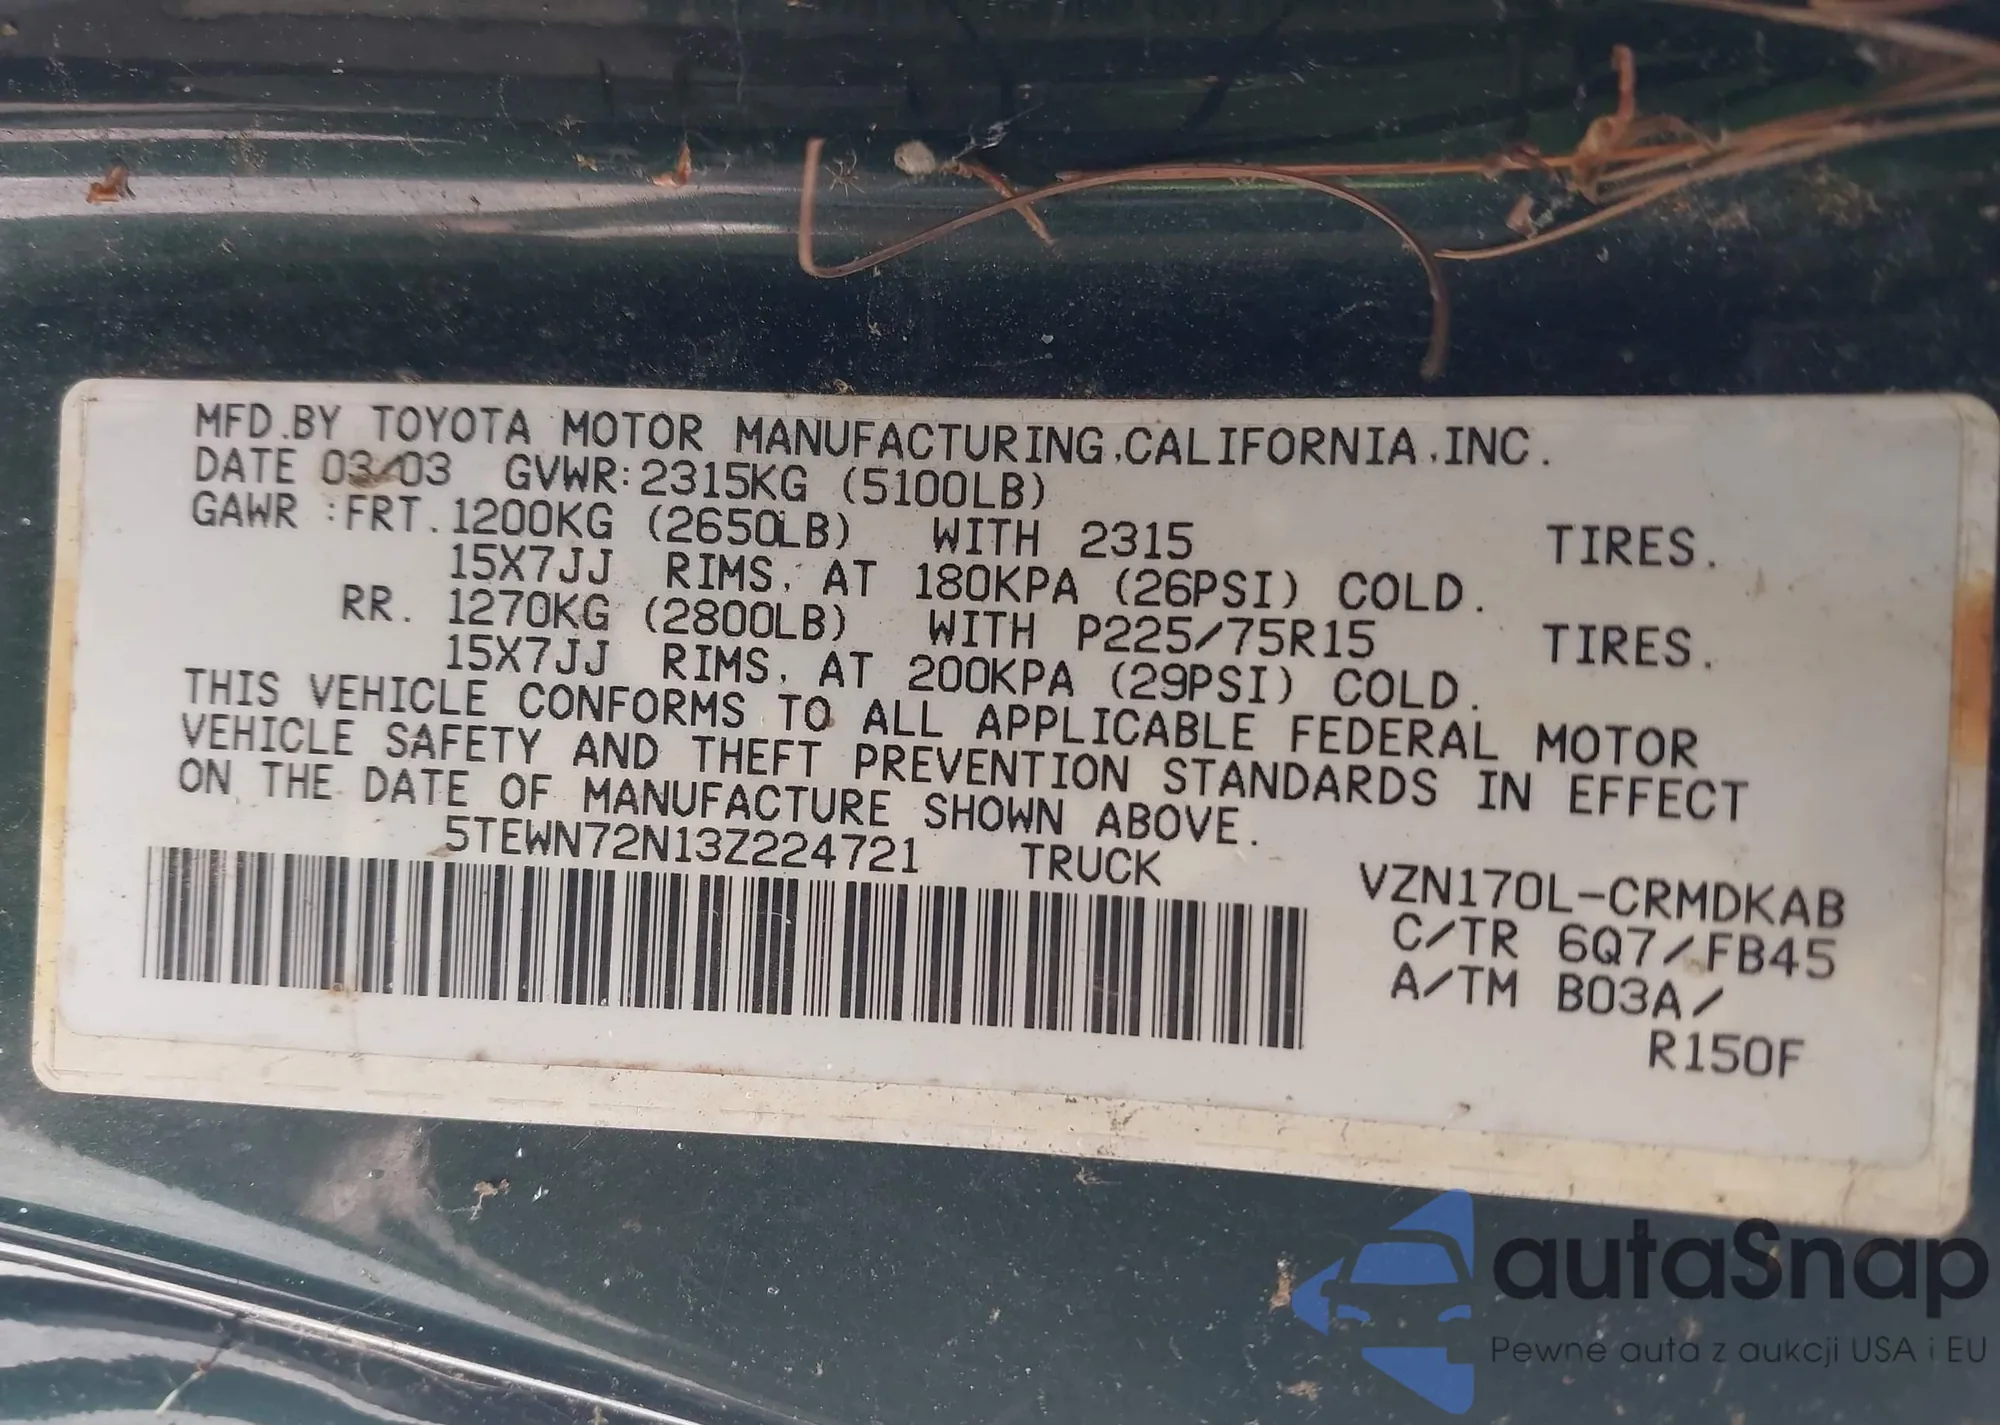 MFD.BY TOYOTA MOTOR MANUFACTURING,CALIFORNIA,INC.
DATE 03/03 GVWR:2315KG (5100LB)
GAWR :FRT.1200KG (2650LB) WITH 2315 TIRES.
15X7JJ RIMS, AT 180KPA (26PSI) COLD.
RR. 1270KG (2800LB) WITH P225/75R15 TIRES.
15X7JJ RIMS, AT 200KPA (29PSI) COLD.
THIS VEHICLE CONFORMS TO ALL APPLICABLE FEDERAL MOTOR
VEHICLE SAFETY AND THEFT PREVENTION STANDARDS IN EFFECT
ON THE DATE OF MANUFACTURE SHOWN ABOVE.
5TEWN72N13Z224721 TRUCK VZN170L-CRMDKAB
C/TR 6Q7/FB45
A/TM B03A/
R150F
autaSnap
Pewne auta z aukcji USA i EU